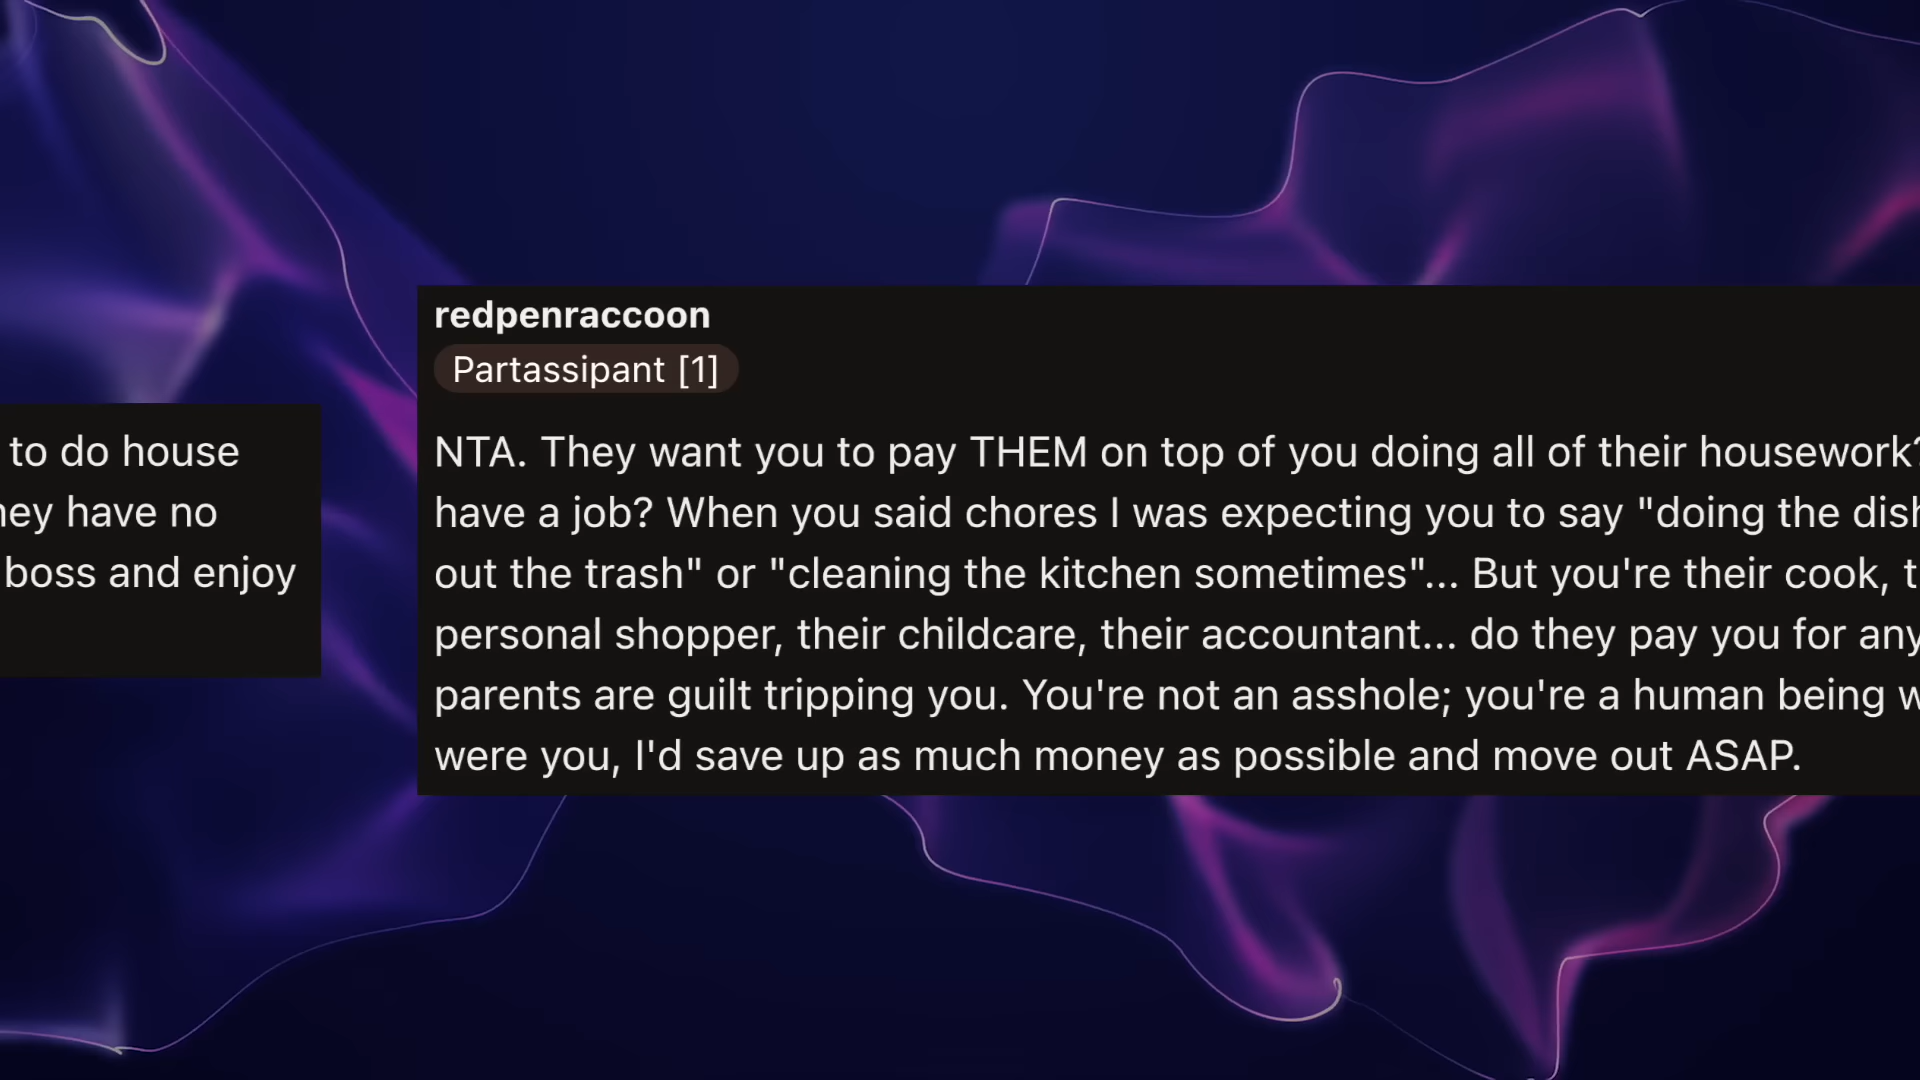 to do house
have no
boss and enjoy
redpenraccoon
Partassipant [1]
NTA. They want you to pay THEM on top of you doing all of their housework?
have a job? When you said chores I was expecting you to say "doing the
out the trash" or "cleaning the kitchen sometimes"... But you're their cook,
personal shopper, their childcare, their accountant... do they pay you for
parents are guilt tripping you. You're not an asshole; you're a human being
were you, I'd save up as much money as possible and move out ASAP.